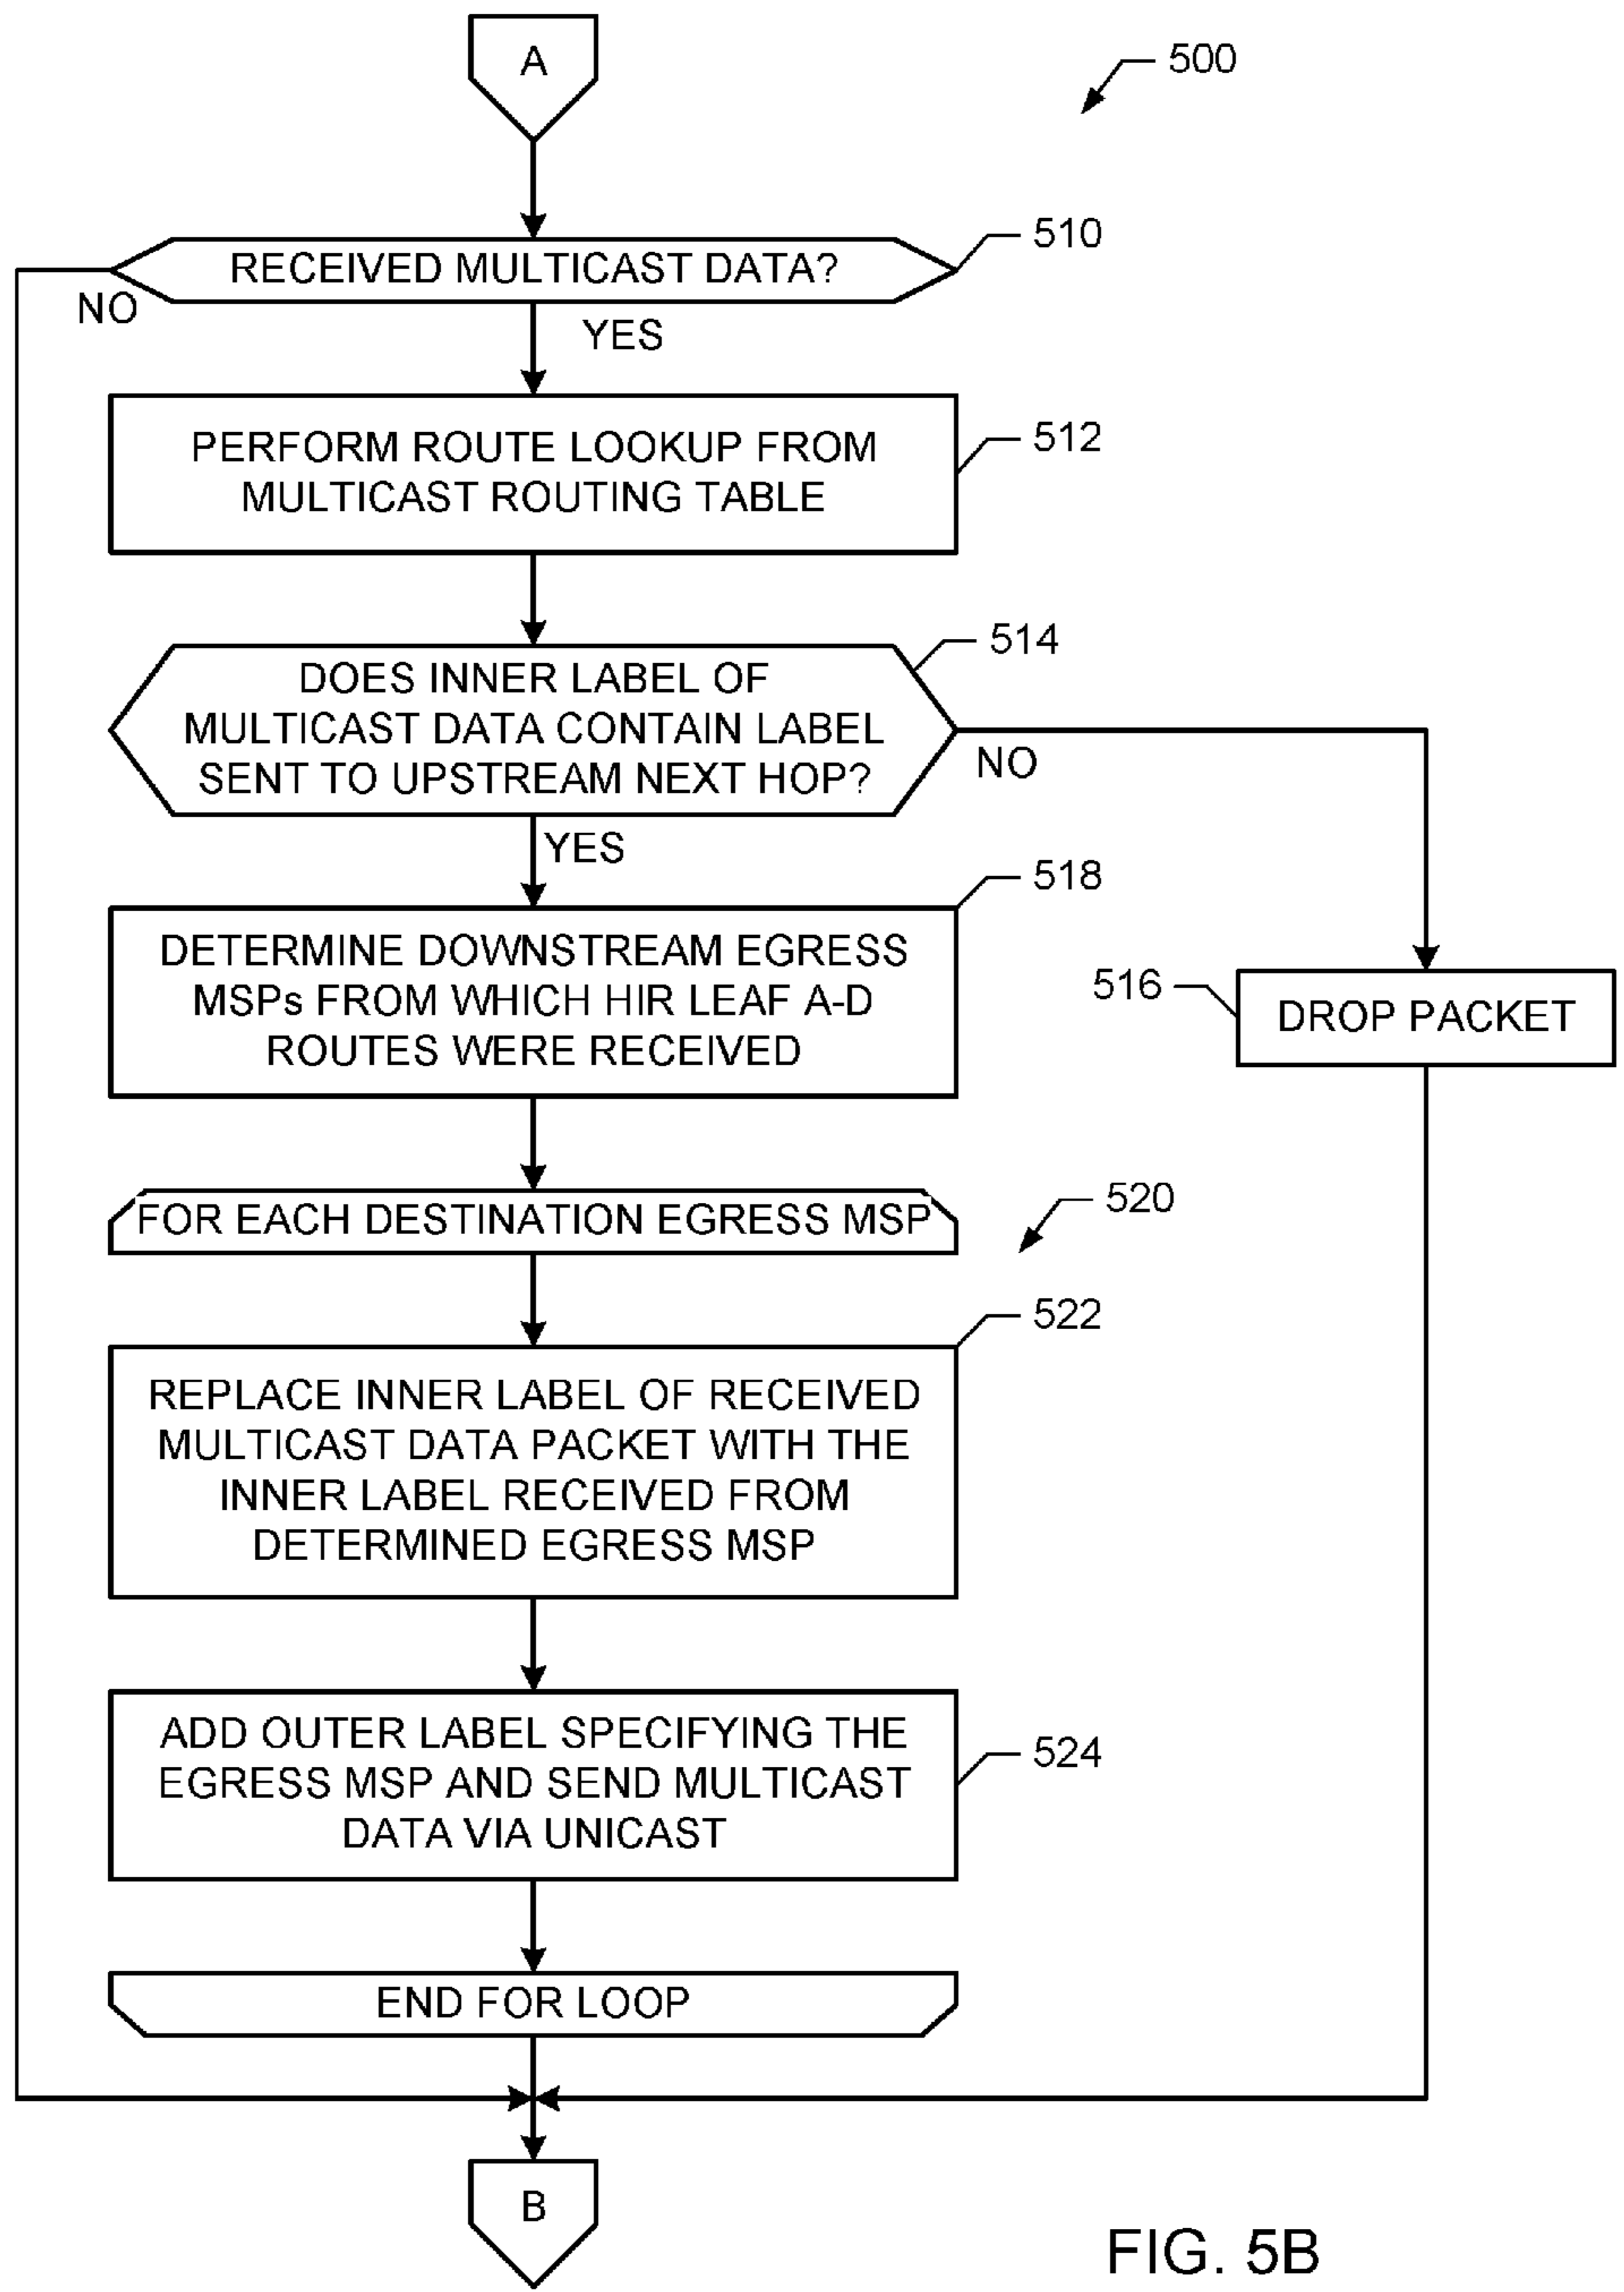 A
500
RECEIVED MULTICAST DATA?
510
NO
YES
PERFORM ROUTE LOOKUP FROM
MULTICAST ROUTING TABLE
512
DOES INNER LABEL OF
MULTICAST DATA CONTAIN LABEL
SENT TO UPSTREAM NEXT HOP?
514
NO
YES
DETERMINE DOWNSTREAM EGRESS
MSPs FROM WHICH HIR LEAF A-D
ROUTES WERE RECEIVED
518
516
DROP PACKET
FOR EACH DESTINATION EGRESS MSP
520
REPLACE INNER LABEL OF RECEIVED
MULTICAST DATA PACKET WITH THE
INNER LABEL RECEIVED FROM
DETERMINED EGRESS MSP
522
ADD OUTER LABEL SPECIFYING THE
EGRESS MSP AND SEND MULTICAST
DATA VIA UNICAST
524
END FOR LOOP
B
FIG. 5B